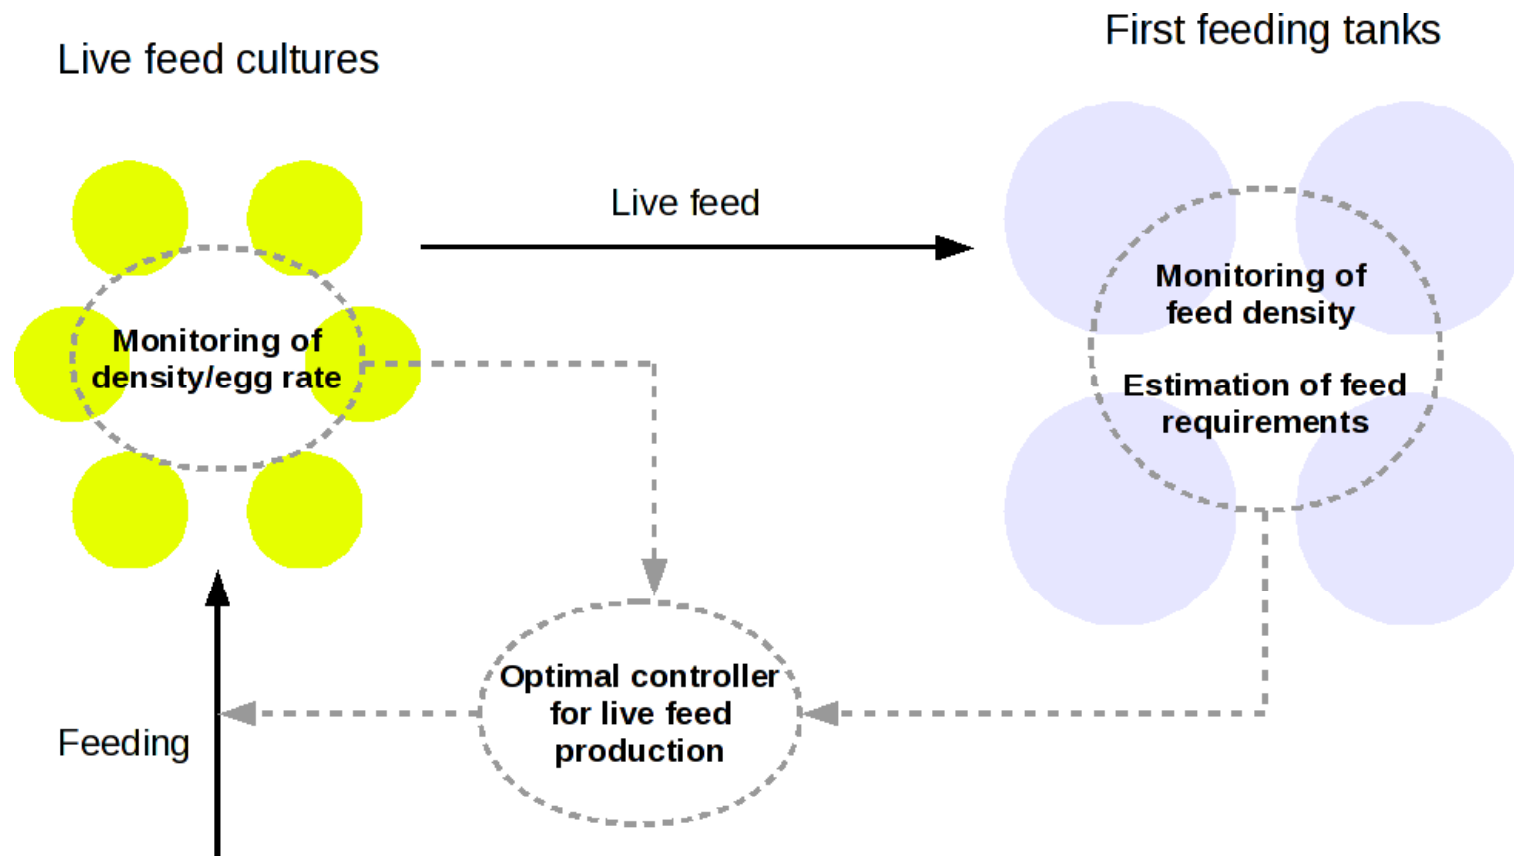 First feeding tanks
Live feed cultures
Live feed
Monitoring of
feed density
Monitoring of
density/egg rate
Estimation of feed
requirements
Optimal controller
for live feed
production
Feeding